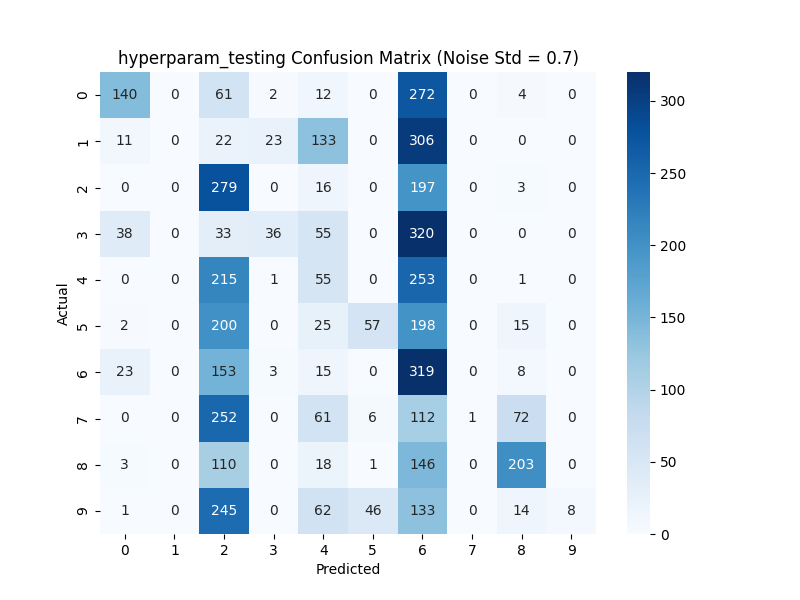 hyperparam_testing Confusion Matrix (Noise Std = 0.7)
0 140 0 61 2 12 0 272 0 4 0
1 11 0 22 23 133 0 306 0 0 0
2 0 0 279 0 16 0 197 0 3 0
3 38 0 33 36 55 0 320 0 0 0
4 0 0 215 1 55 0 253 0 1 0
5 2 0 200 0 25 57 198 0 15 0
6 23 0 153 3 15 0 319 0 8 0
7 0 0 252 0 61 6 112 1 72 0
8 3 0 110 0 18 1 146 0 203 0
9 1 0 245 0 62 46 133 0 14 8
0 1 2 3 4 5 6 7 8 9
Predicted
Actual
300
250
200
150
100
50
0